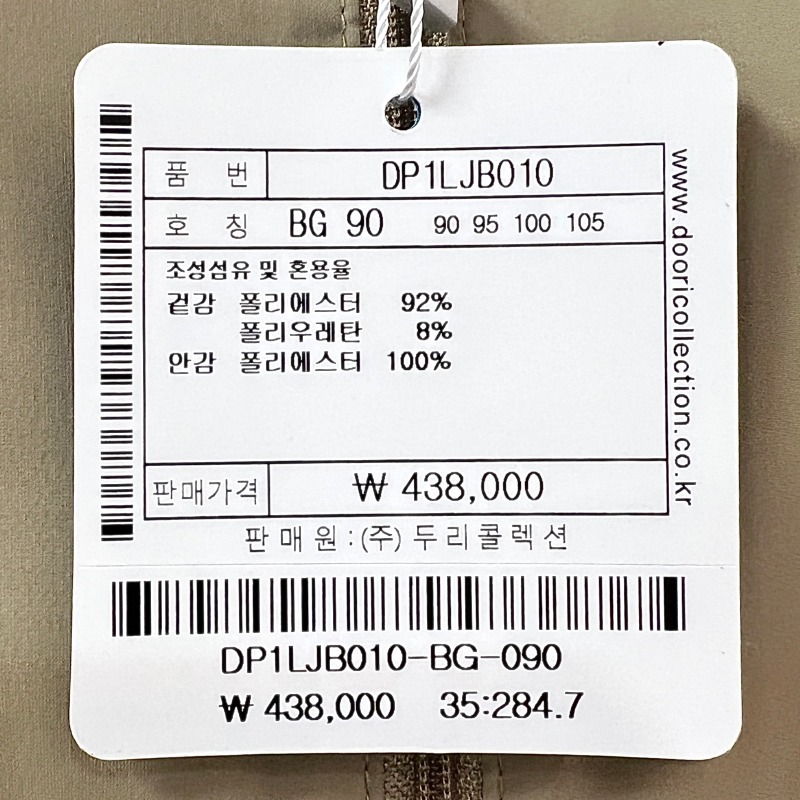 품 번 DP1LJB010
호 칭 BG 90 90 95 100 105
조성섬유 및 혼용율
겉감 폴리에스터 92%
폴리우레탄 8%
안감 폴리에스터 100%
판매가격 ₩ 438,000
판매원:(주)두리콜렉션
www.dooricollection.co.kr
DP1LJB010-BG-090
₩ 438,000 35:284.7